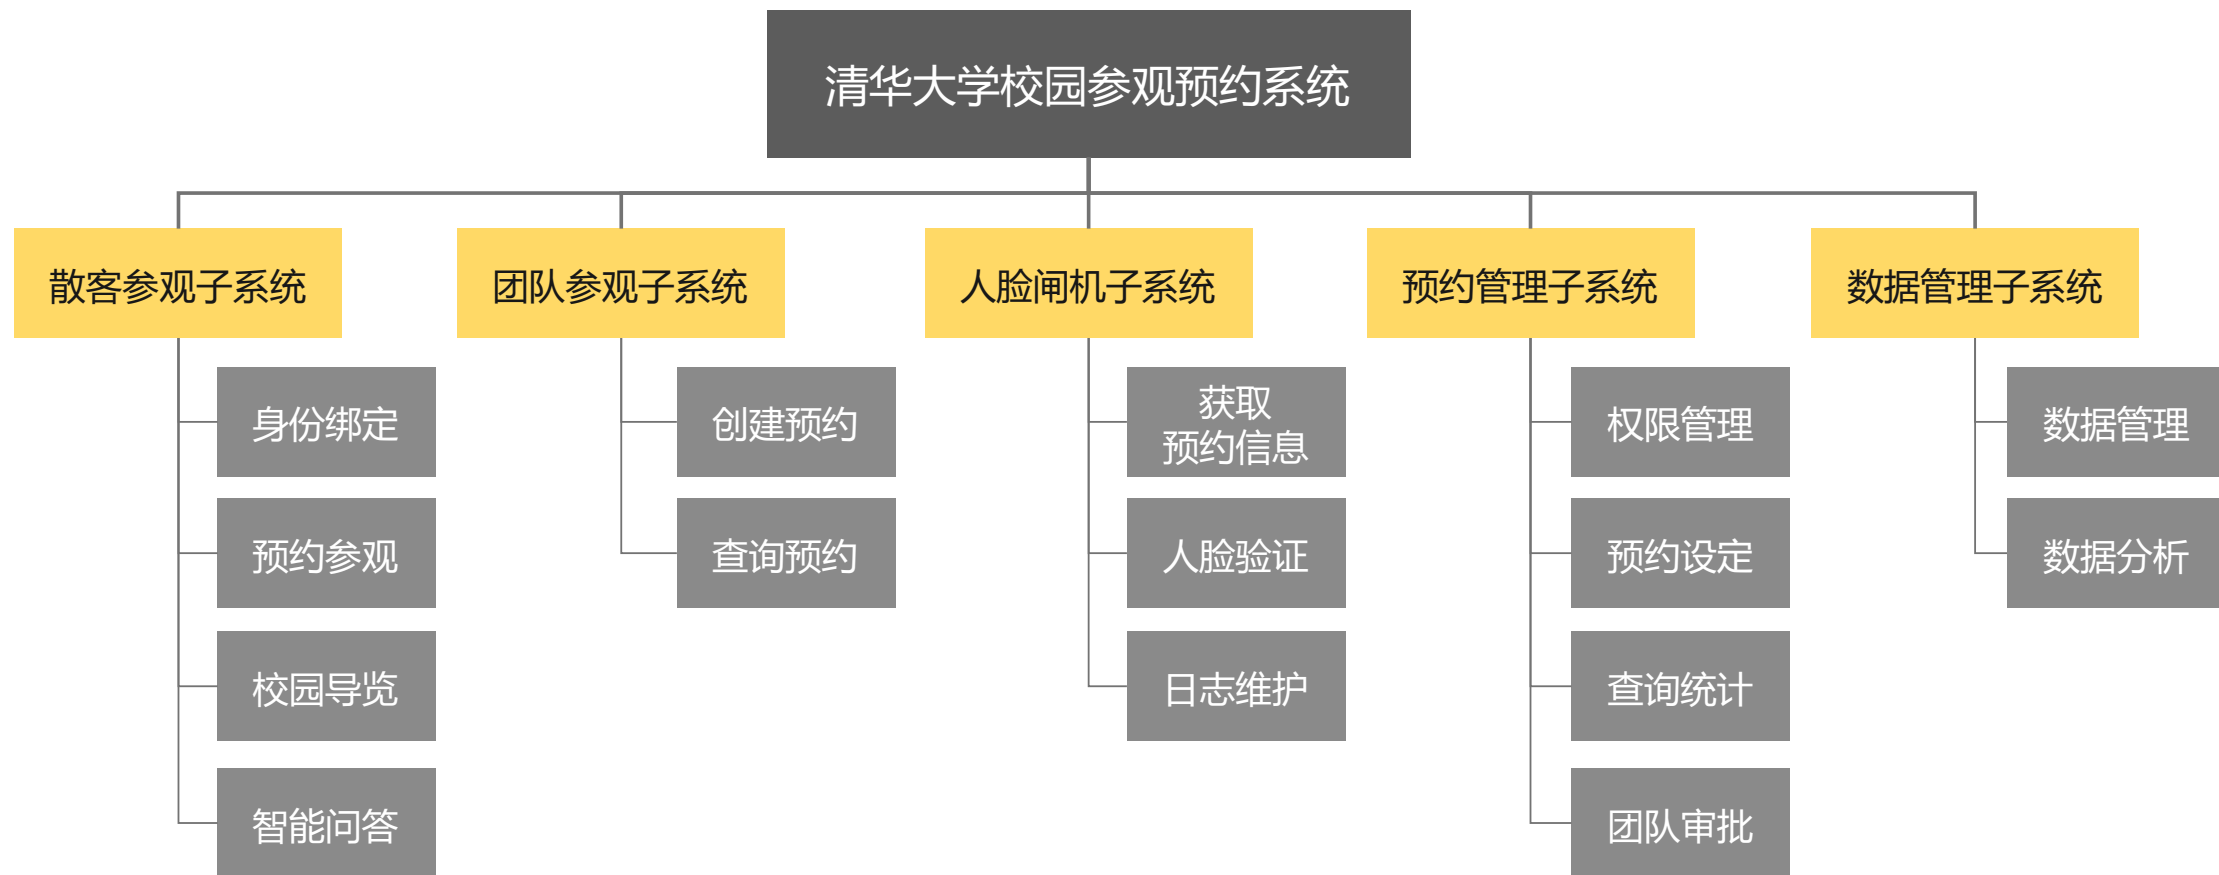 清华大学校园参观预约系统
散客参观子系统
身份绑定
预约参观
校园导览
智能问答
团队参观子系统
创建预约
查询预约
人脸闸机子系统
获取
预约信息
人脸验证
日志维护
预约管理子系统
权限管理
预约设定
查询统计
团队审批
数据管理子系统
数据管理
数据分析